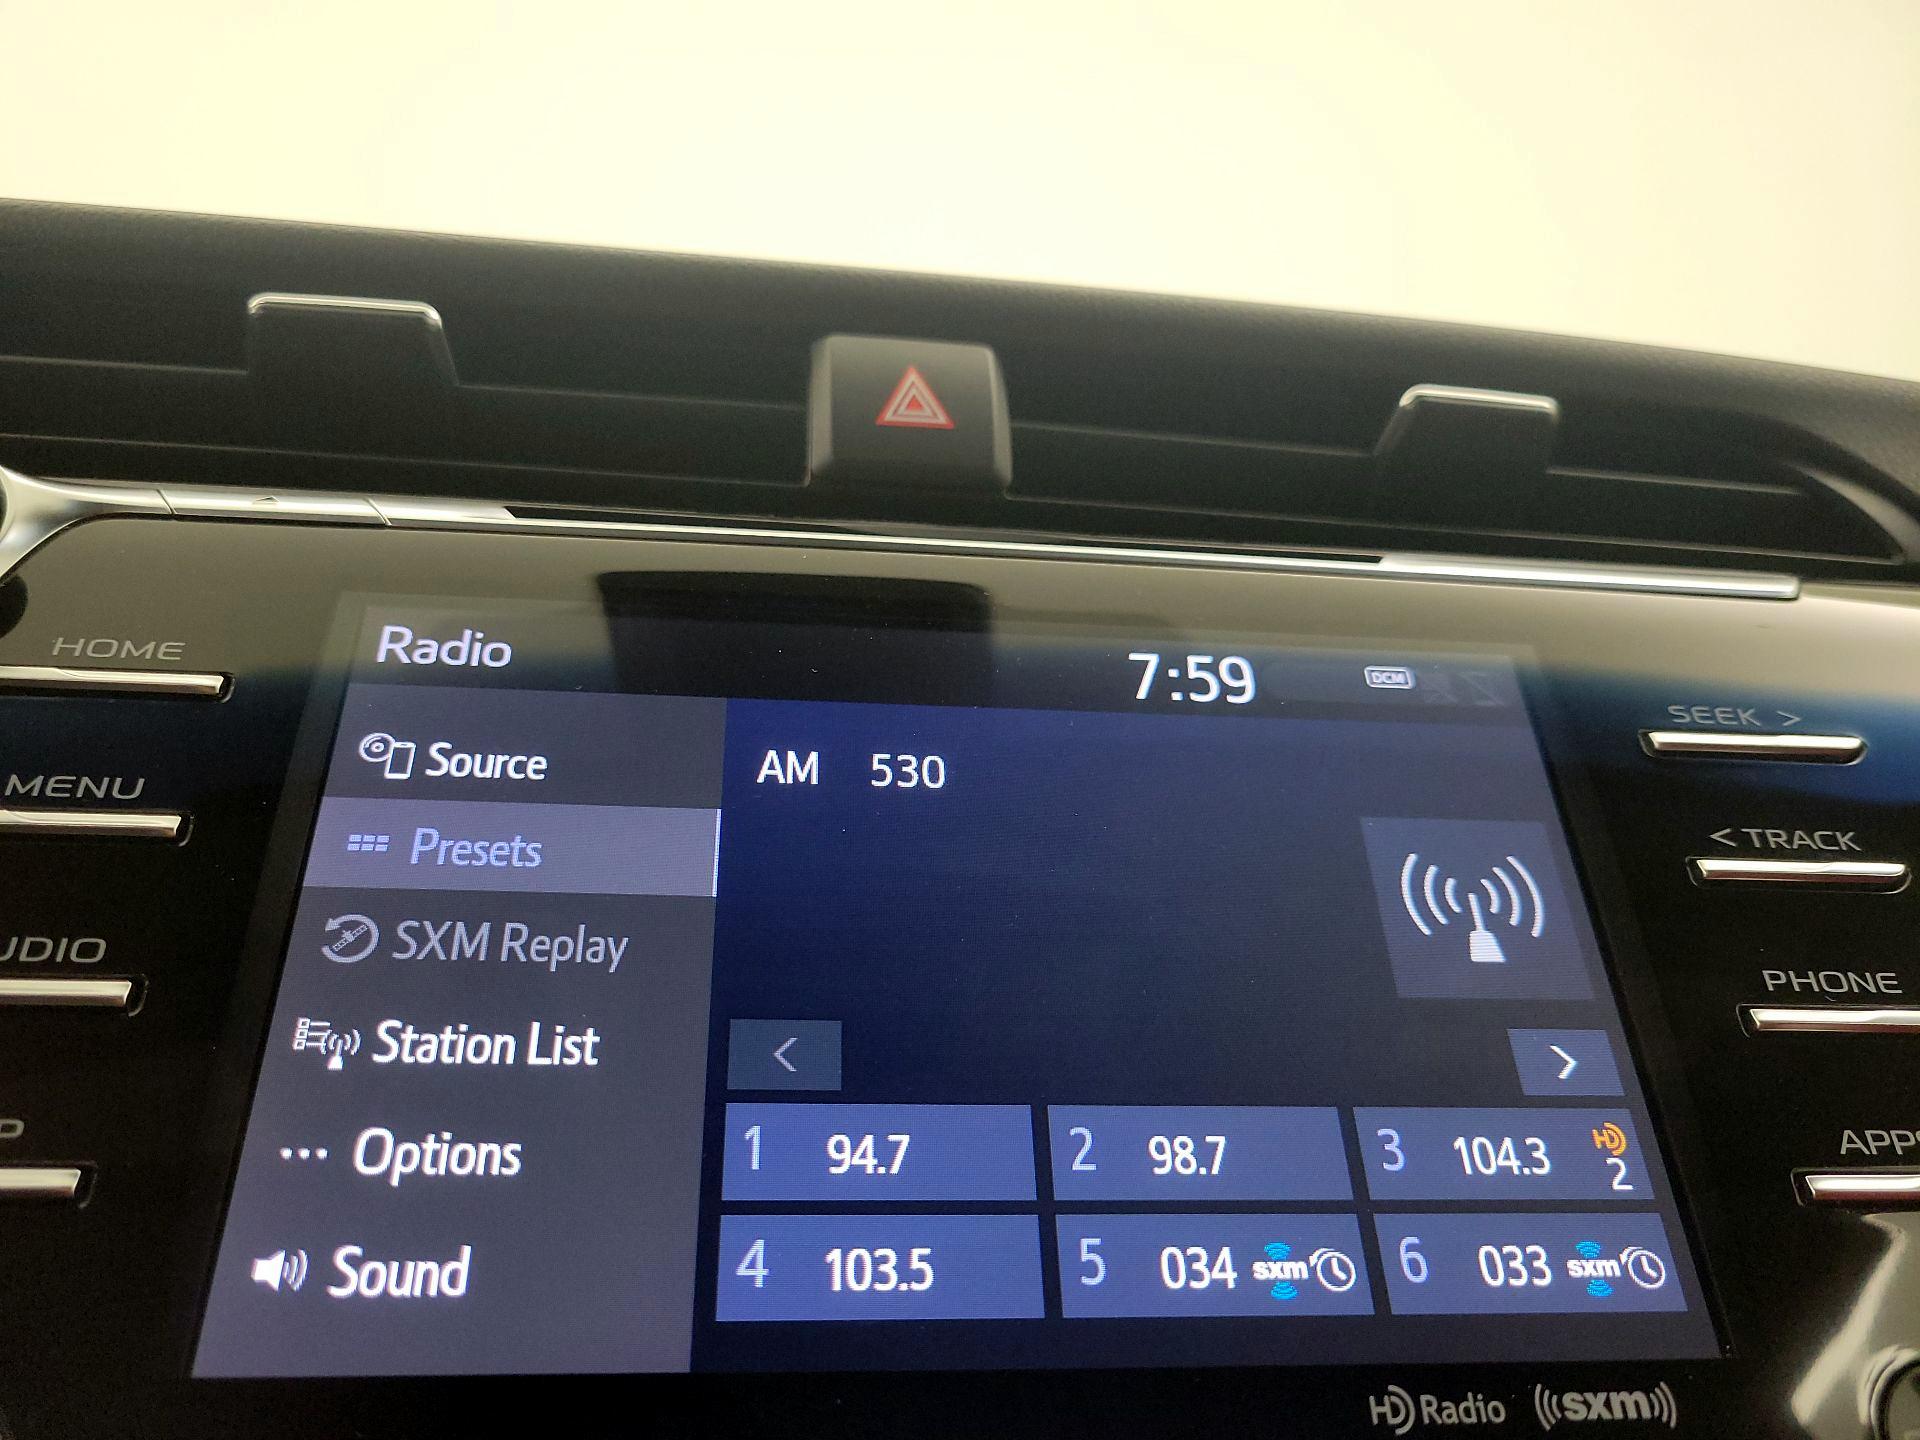 Radio
7:59
DCM
HOME
SEEK >
Source
AM 530
MENU
Presets
< TRACK
UDIO
SXM Replay
PHONE
Station List
<
>
P
Options
1 94.7
2 98.7
3 104.3 HD 2
APPS
Sound
4 103.5
5 034 sxm
6 033 sxm
HD Radio
((sxm))